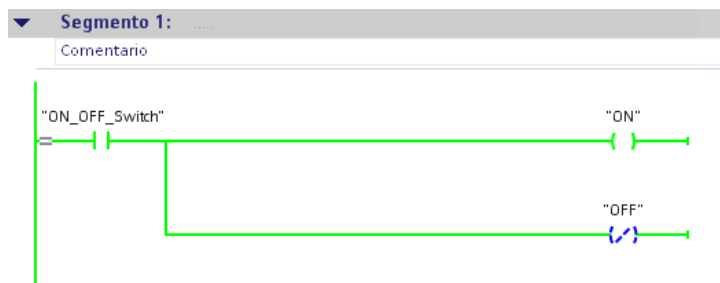 Segmento 1: .....
Comentario
"ON_OFF_Switch" "ON"
"OFF"